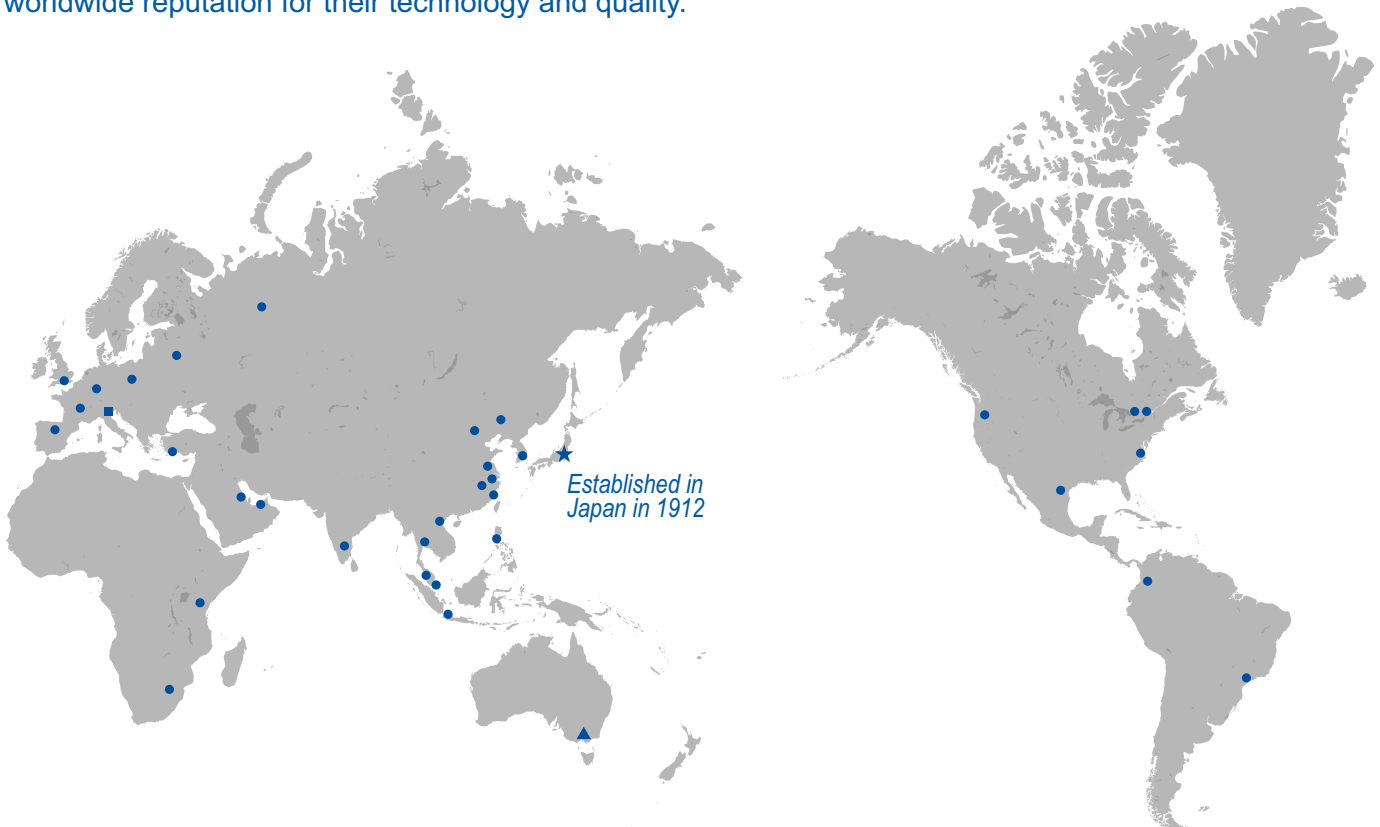 worldwide reputation for their technology and quality.
Established in
Japan in 1912